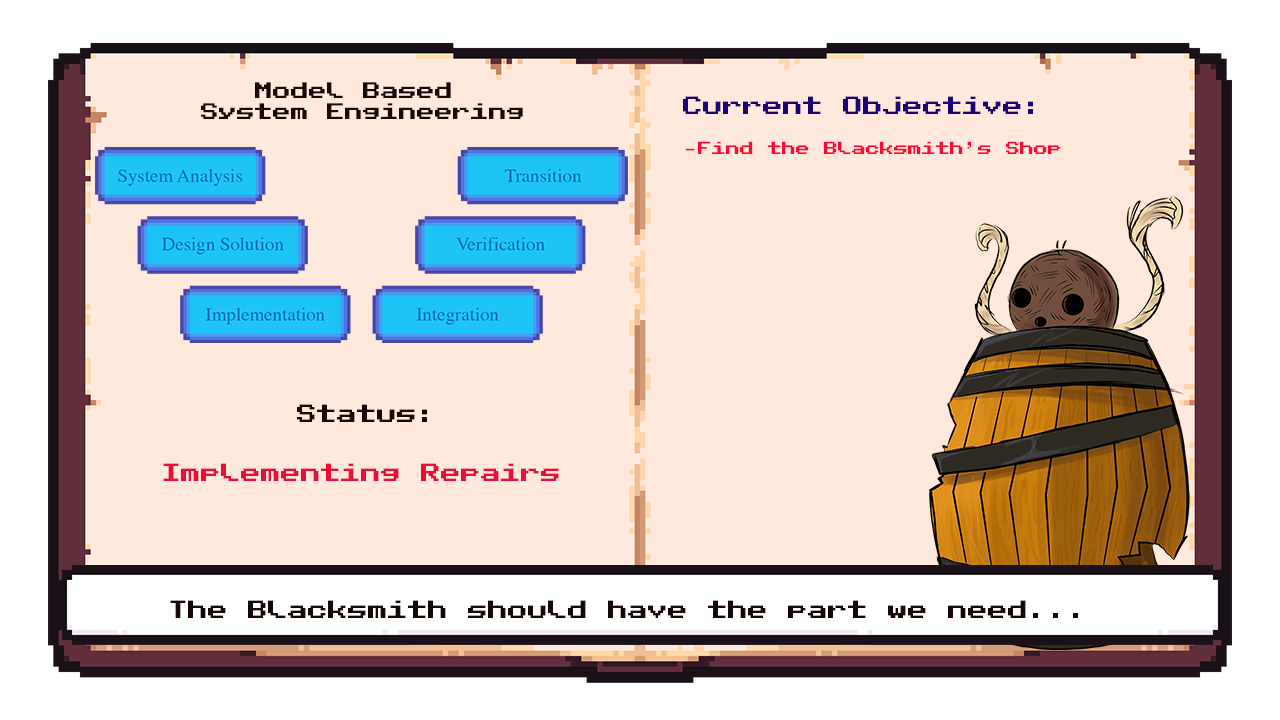 Model Based
System Engineering
System Analysis
Transition
Design Solution
Verification
Implementation
Integration
Status:
Implementing Repairs
Current Objective:
-Find the Blacksmith's Shop
The Blacksmith should have the part we need...